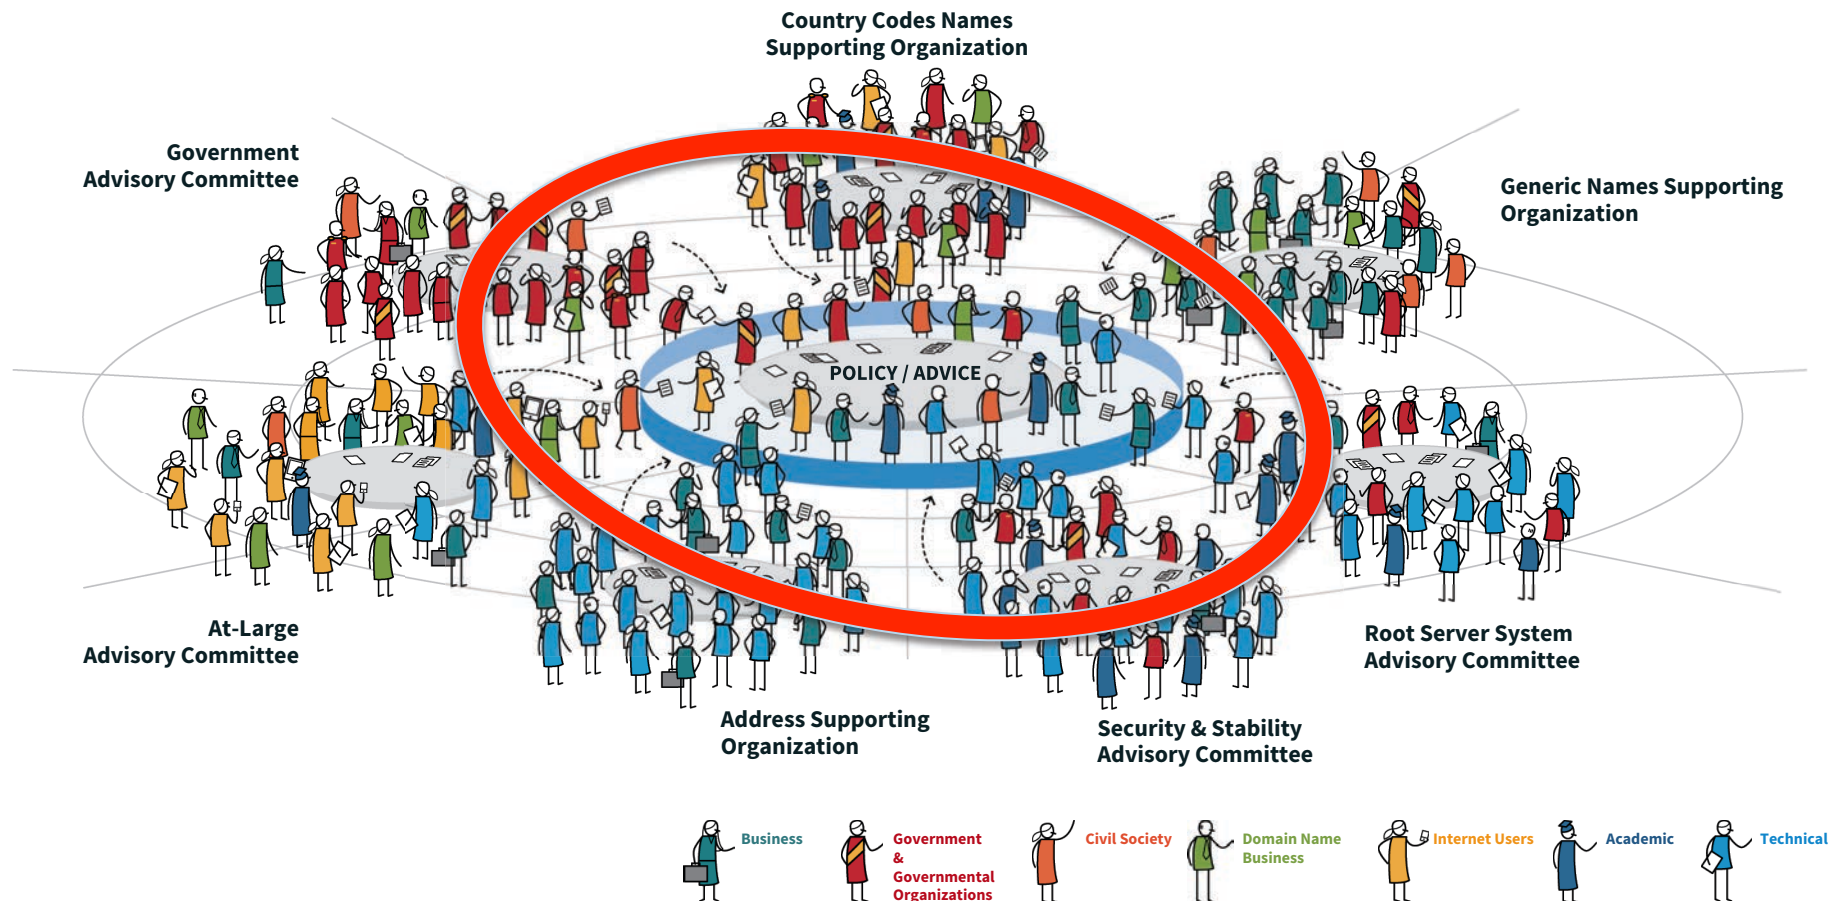 Country Codes Names
Supporting Organization
Government
Advisory Committee
Generic Names Supporting
Organization
POLICY / ADVICE
At-Large
Advisory Committee
Root Server System
Advisory Committee
Address Supporting
Organization
Security & Stability
Advisory Committee
Business
Government
&
Governmental
Organizations
Civil Society
Domain Name
Business
Internet Users
Academic
Technical